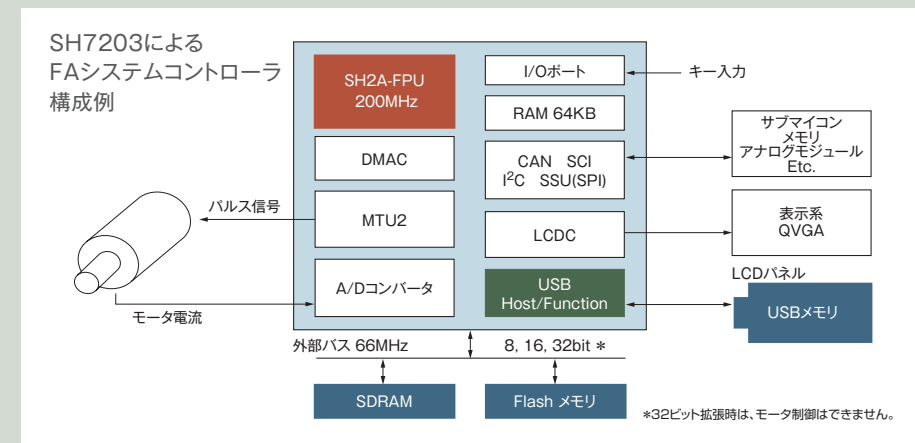 SH7203による
FAシステムコントローラ
構成例
SH2A-FPU
200MHz
DMAC
MTU2
A/Dコンバータ
I/Oポート
RAM 64KB
CAN SCI
I²C SSU(SPI)
LCDC
USB
Host/Function
キー入力
サブマイコン
メモリ
アナログモジュール
Etc.
表示系
QVGA
LCDパネル
USBメモリ
パルス信号
モータ電流
外部バス 66MHz
8, 16, 32bit *
SDRAM
Flash メモリ
*32ビット拡張時は、モータ制御はできません。